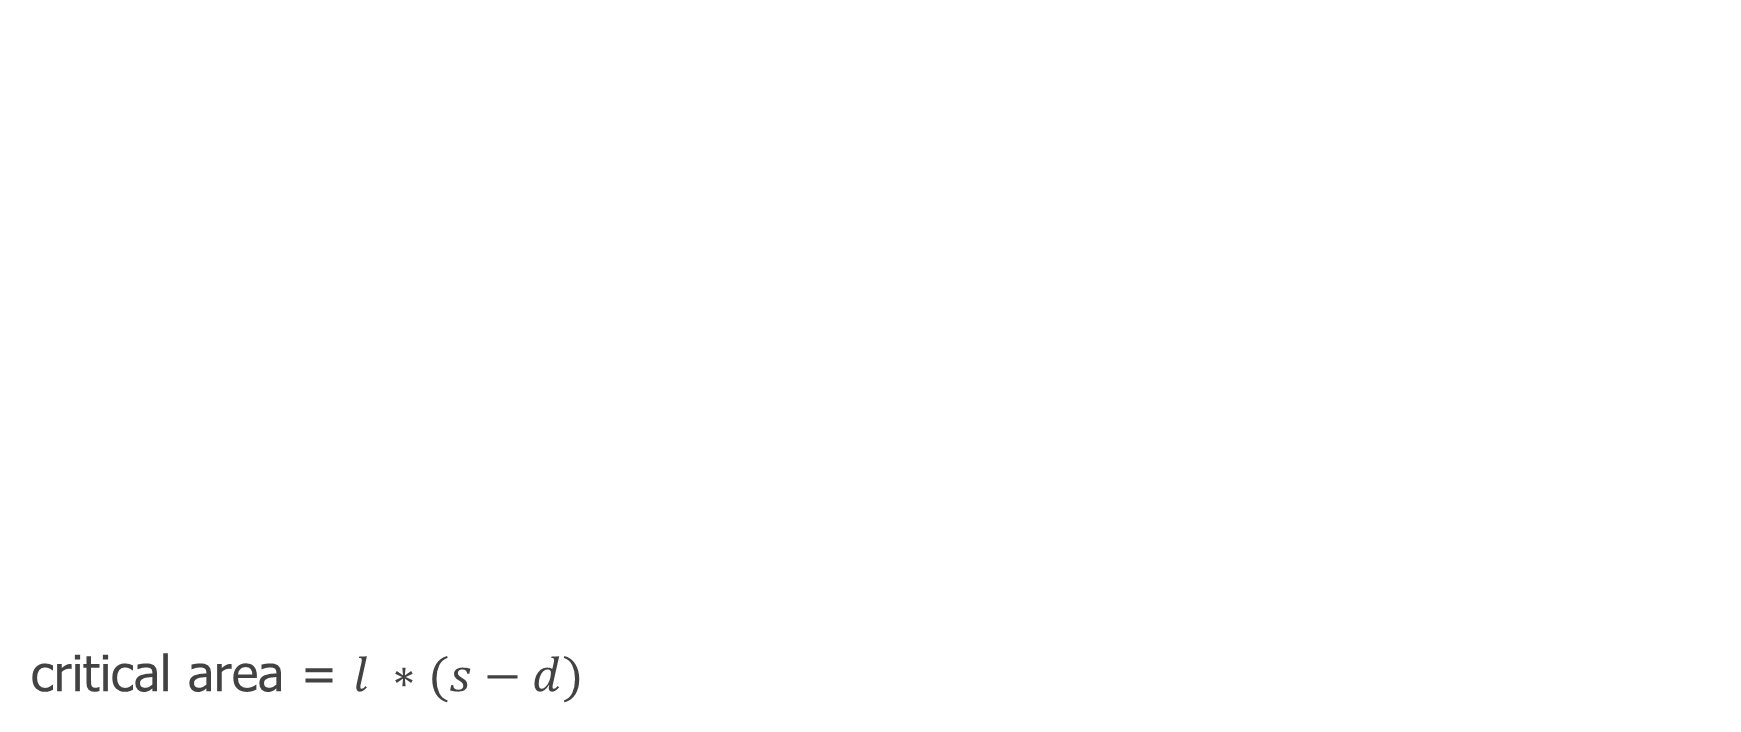 critical area = l ∗ (s − d)